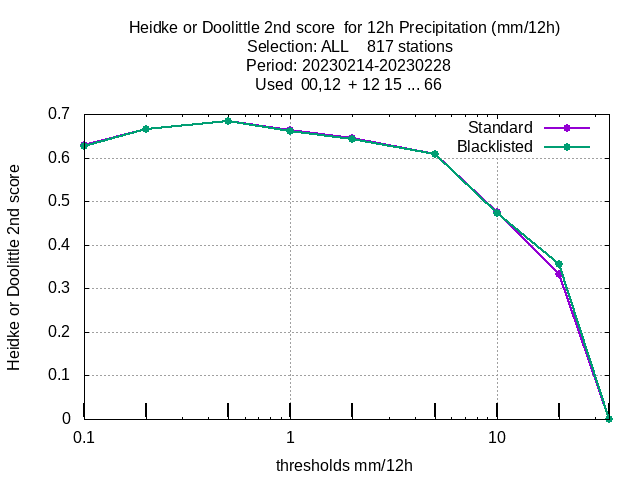 Heidke or Doolittle 2nd score  for 12h Precipitation (mm/12h)
Selection: ALL    817 stations
Period: 20230214-20230228
Used  00,12  + 12 15 ... 66
Standard
Blacklisted
Heidke or Doolittle 2nd score
0.7
0.6
0.5
0.4
0.3
0.2
0.1
0
0.1
1
10
thresholds mm/12h